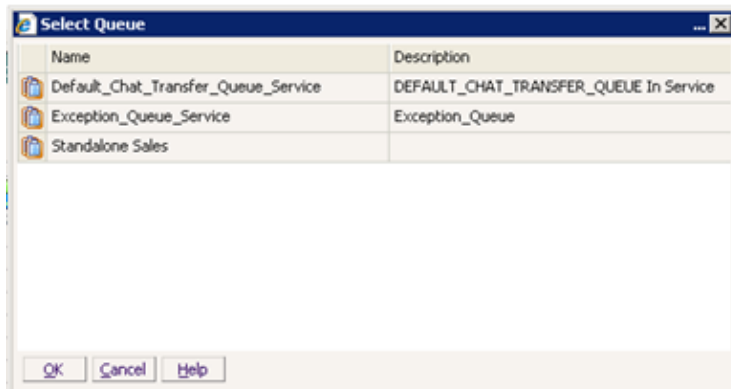 Select Queue ...
Name Description
Default_Chat_Transfer_Queue_Service DEFAULT_CHAT_TRANSFER_QUEUE In Service
Exception_Queue_Service Exception_Queue
Standalone Sales
OK Cancel Help